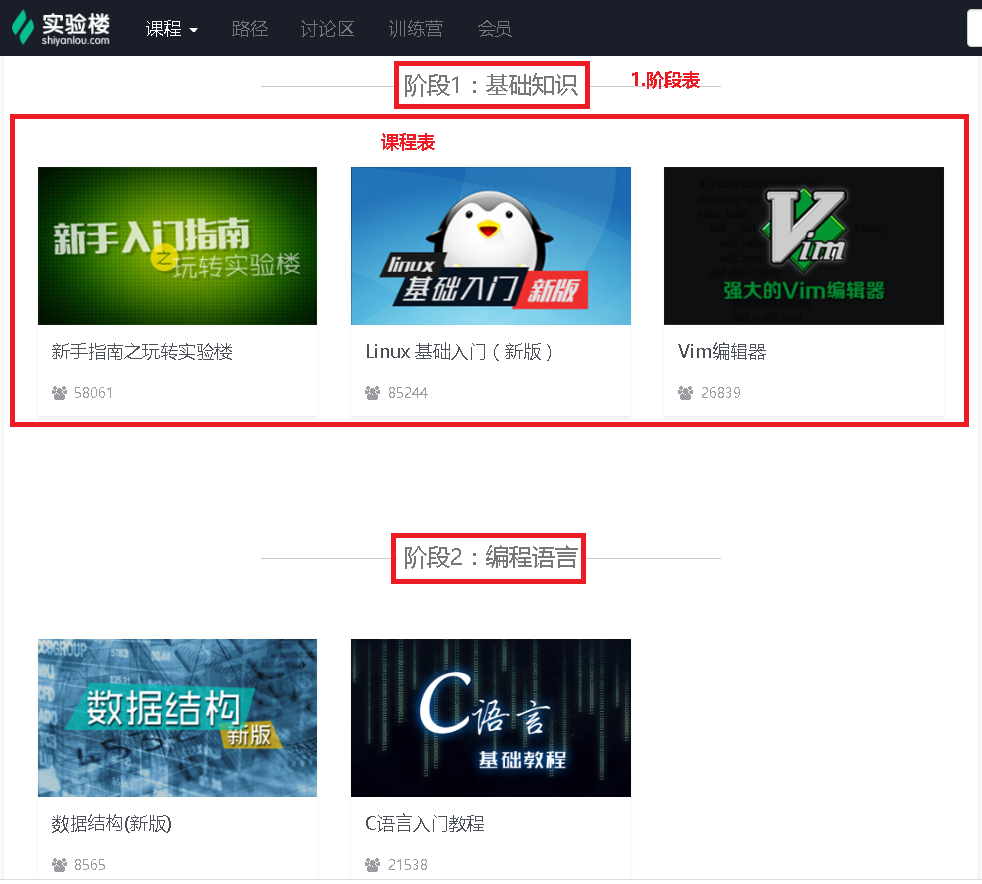 实验楼
shiyanlou.com
课程 路径 讨论区 训练营 会员
阶段1：基础知识
1.阶段表
课程表
新手入门指南
之玩转实验楼
linux
基础入门 新版
Vim
强大的Vim编辑器
新手指南之玩转实验楼
Linux 基础入门（新版）
Vim编辑器
58061
85244
26839
阶段2：编程语言
数据结构
新版
C语言
基础教程
数据结构(新版)
C语言入门教程
8565
21538